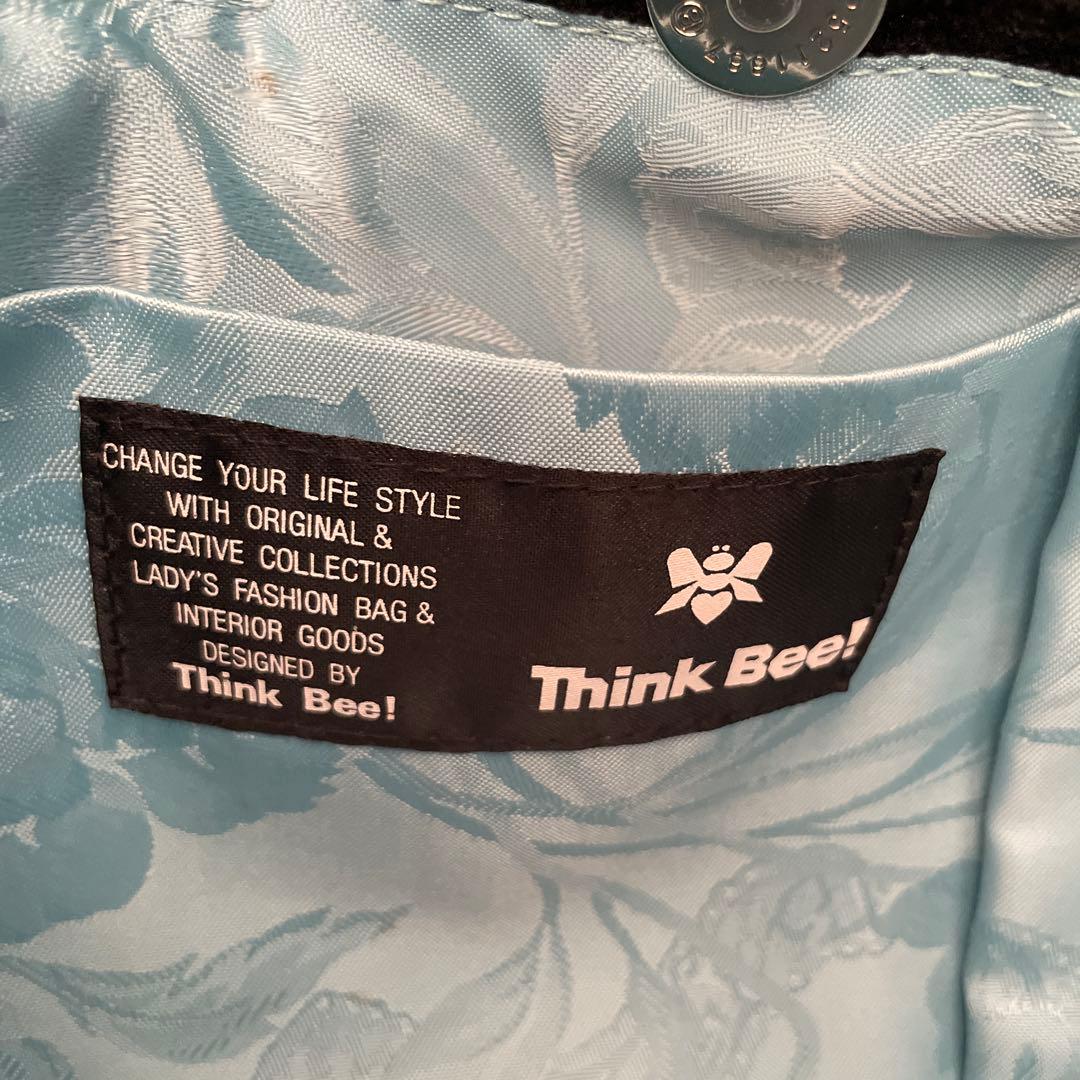 CHANGE YOUR LIFE STYLE
WITH ORIGINAL &
CREATIVE COLLECTIONS
LADY'S FASHION BAG &
INTERIOR GOODS
DESIGNED BY
Think Bee!
Think Bee!